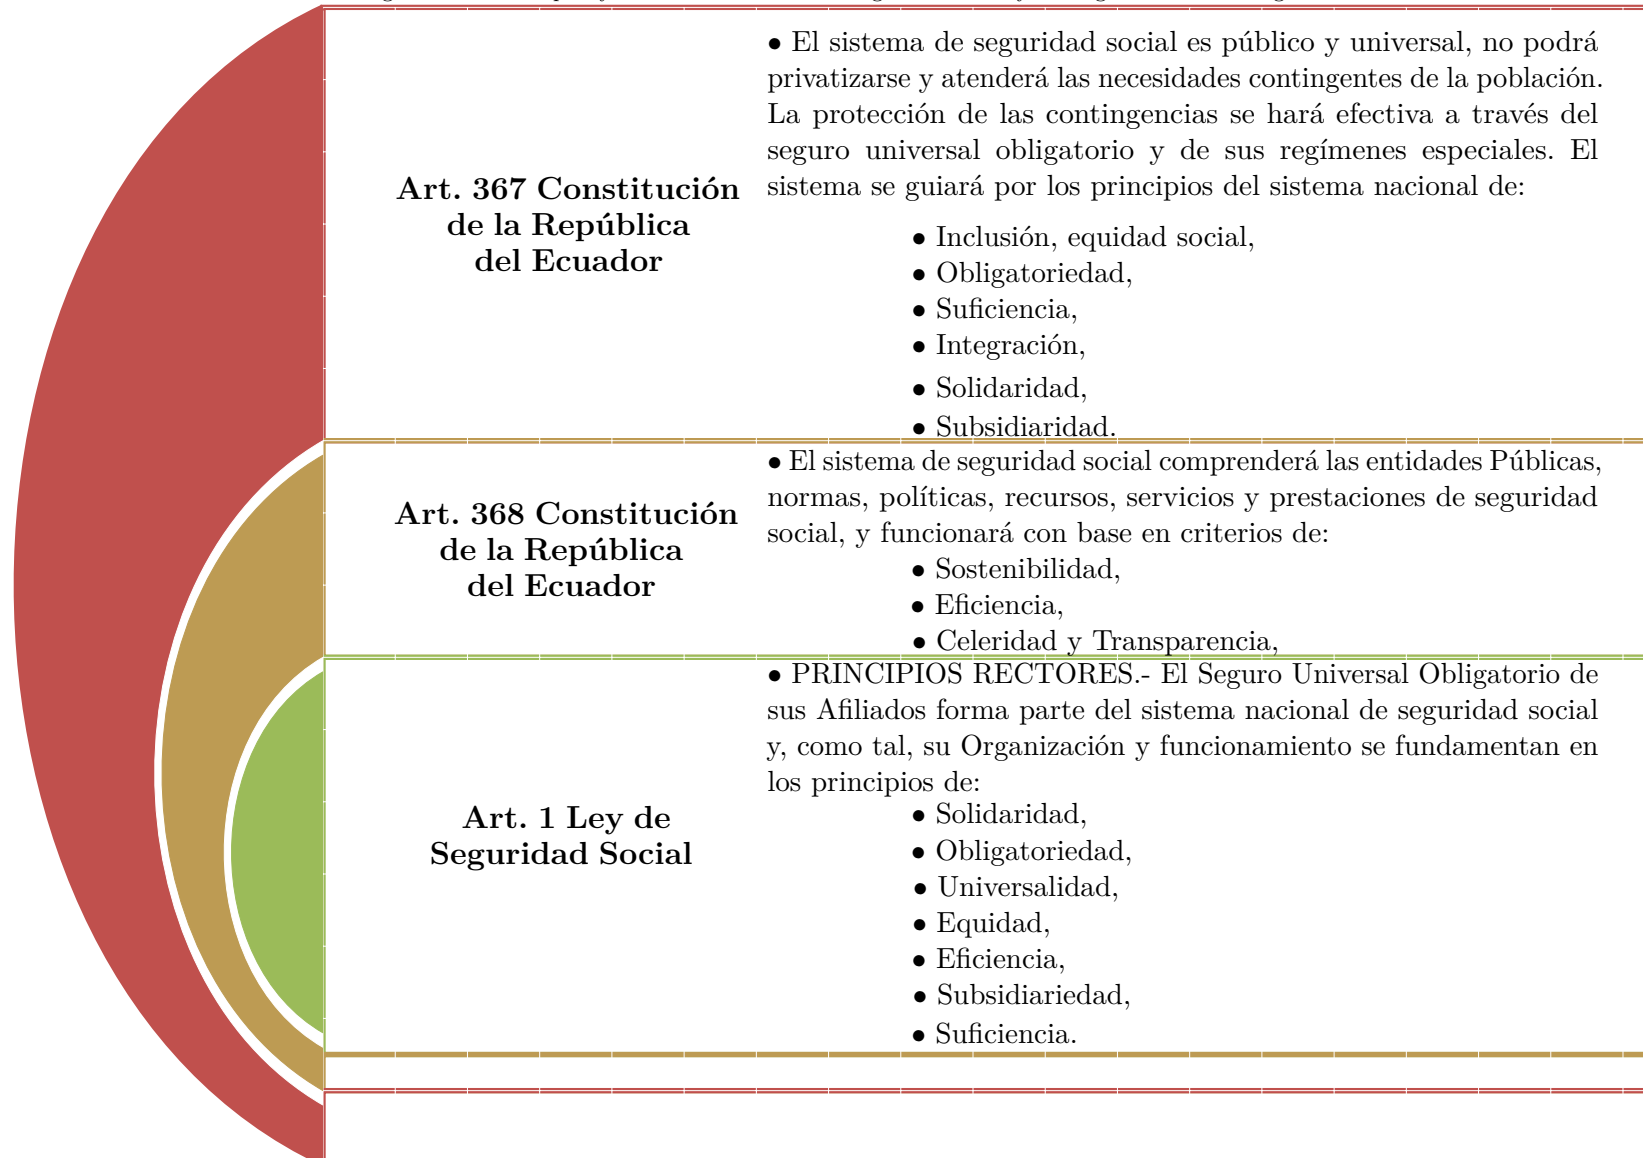 • El sistema de seguridad social es público y universal, no podrá
privatizarse y atenderá las necesidades contingentes de la población.
La protección de las contingencias se hará efectiva a través del
seguro universal obligatorio y de sus regímenes especiales. El
sistema se guiará por los principios del sistema nacional de:
Art. 367 Constitución
de la República
del Ecuador
• Inclusión, equidad social,
• Obligatoriedad,
• Suficiencia,
• Integración,
• Solidaridad,
• Subsidiaridad.
• El sistema de seguridad social comprenderá las entidades Públicas,
normas, políticas, recursos, servicios y prestaciones de seguridad
social, y funcionará con base en criterios de:
Art. 368 Constitución
de la República
del Ecuador
• Sostenibilidad,
• Eficiencia,
• Celeridad y Transparencia,
• PRINCIPIOS RECTORES.- El Seguro Universal Obligatorio de
sus Afiliados forma parte del sistema nacional de seguridad social
y, como tal, su Organización y funcionamiento se fundamentan en
los principios de:
Art. 1 Ley de
Seguridad Social
• Solidaridad,
• Obligatoriedad,
• Universalidad,
• Equidad,
• Eficiencia,
• Subsidiariedad,
• Suficiencia.